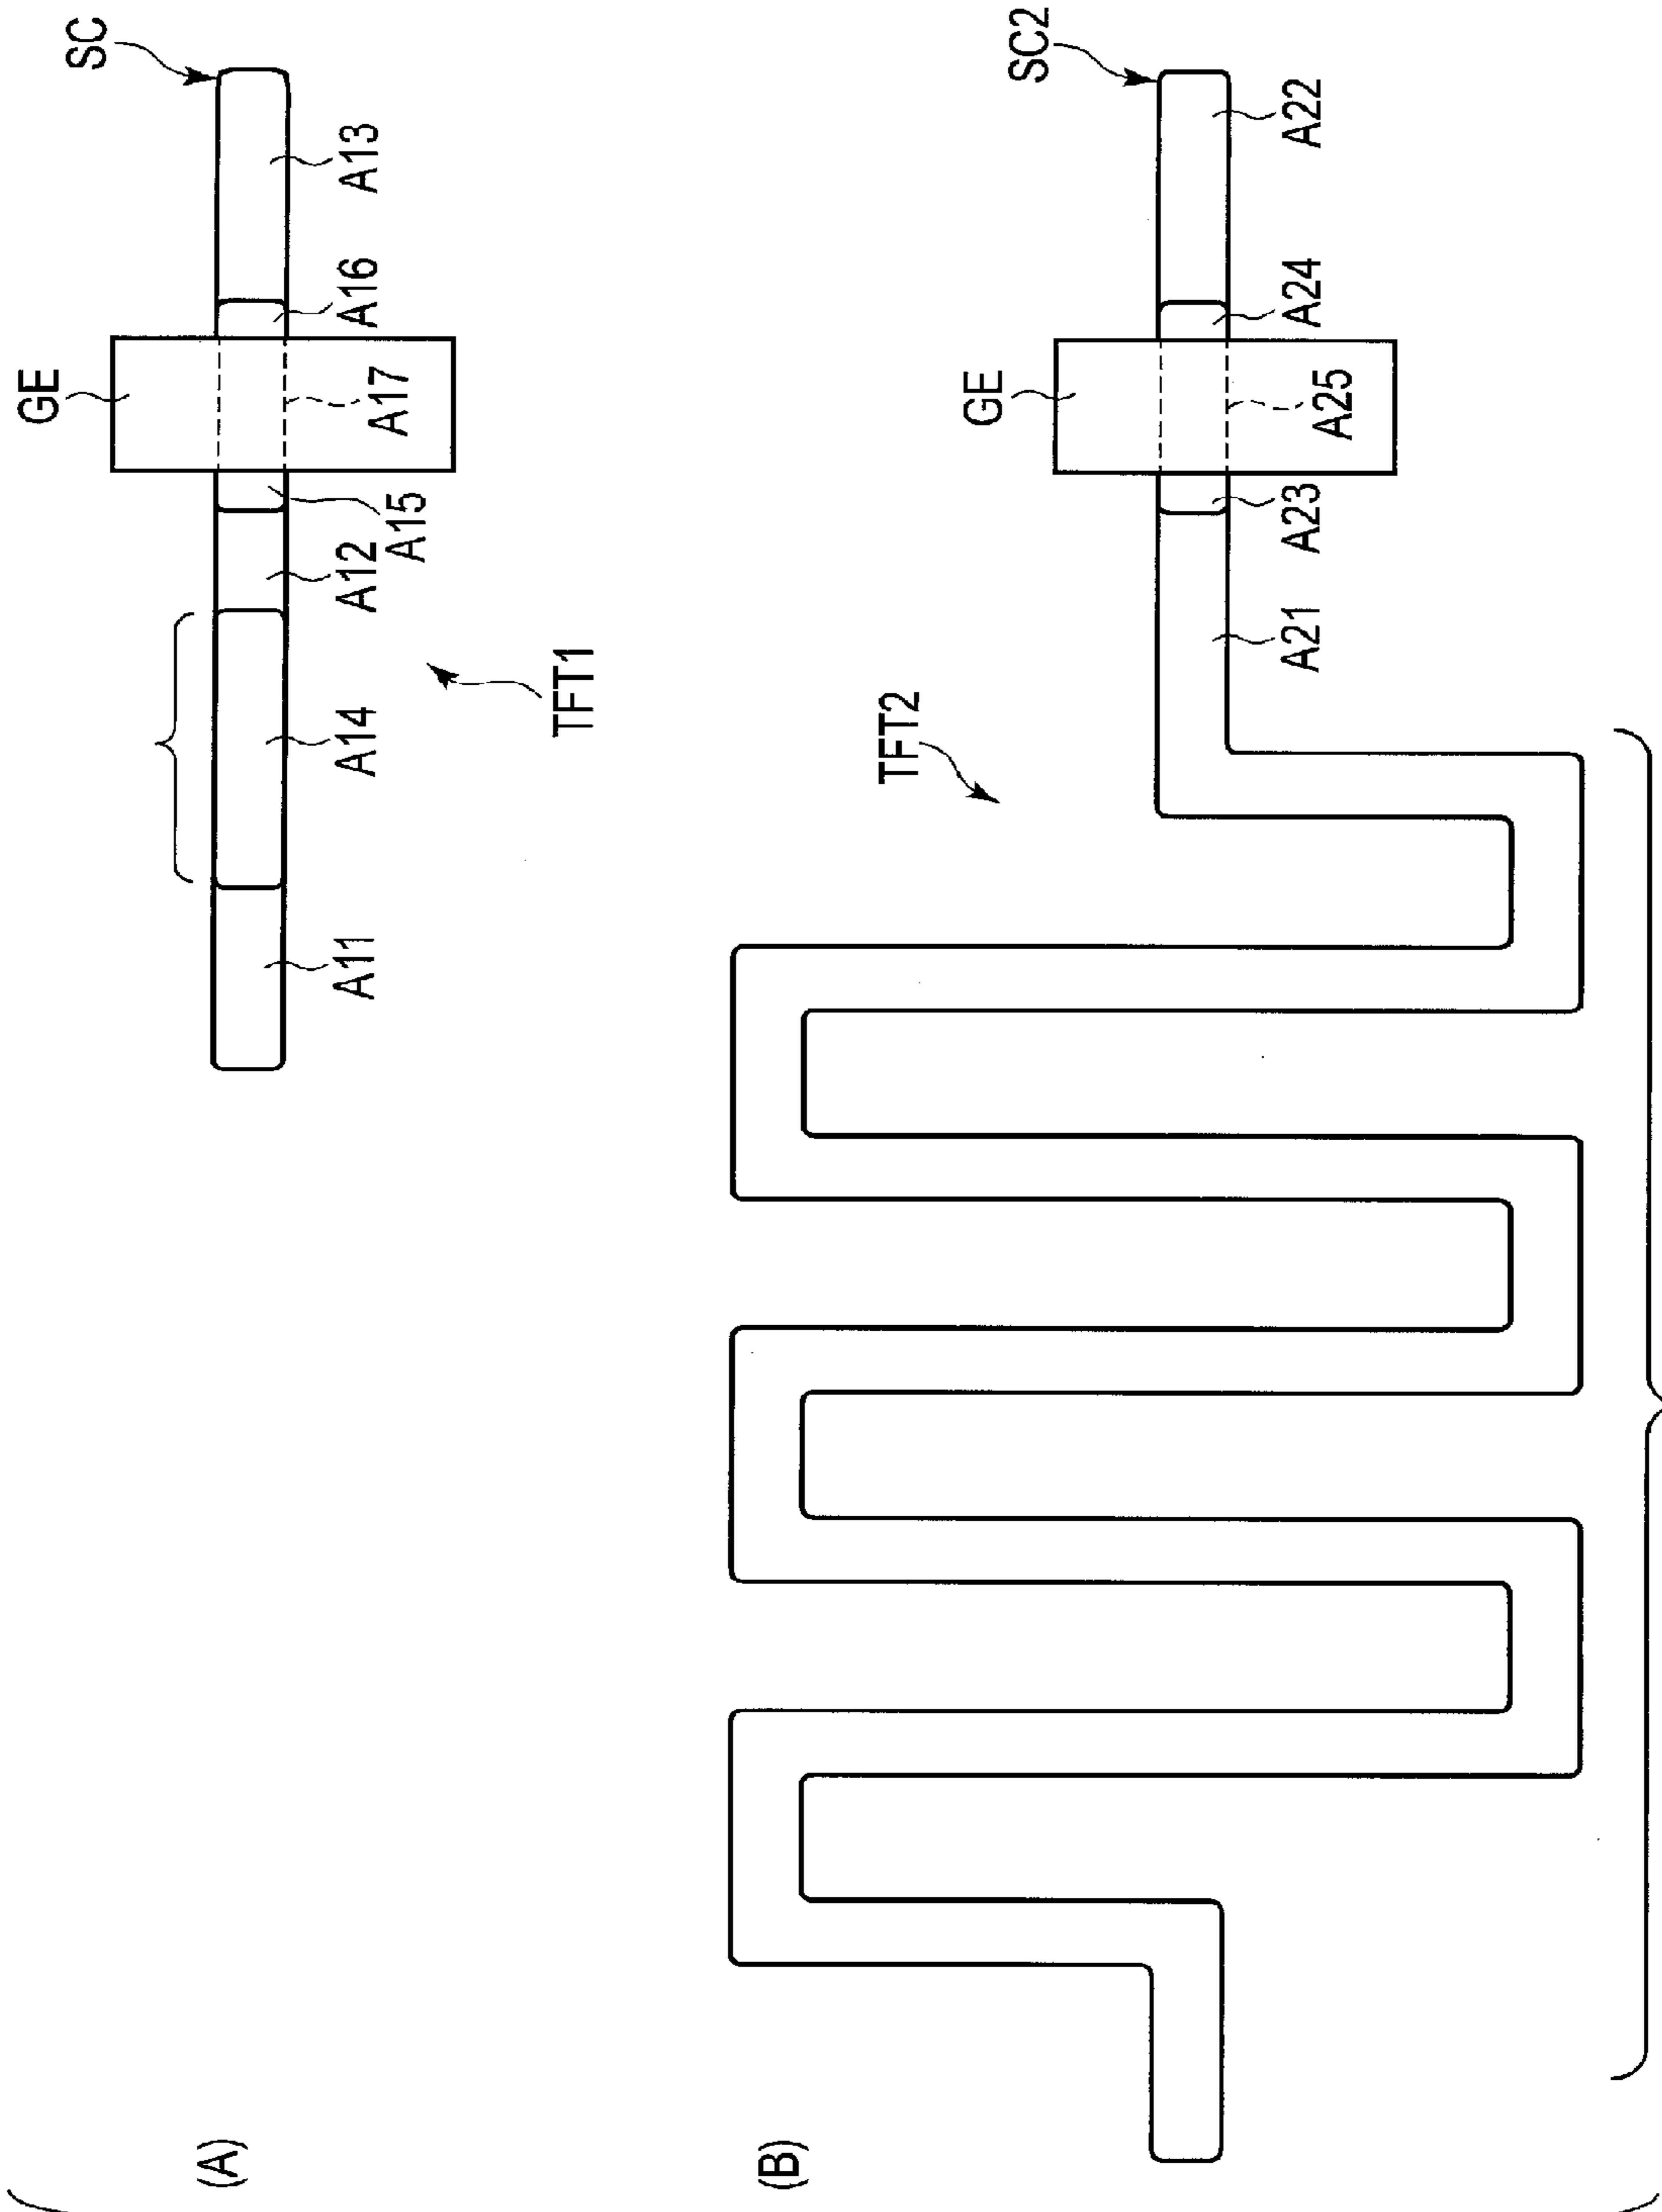 GE
SC
(A)
A11 A14 A12 A16 A13
A17
A15
TFT1
(B)
TFT2
GE
SC2
A21 A23 A24 A22
A25